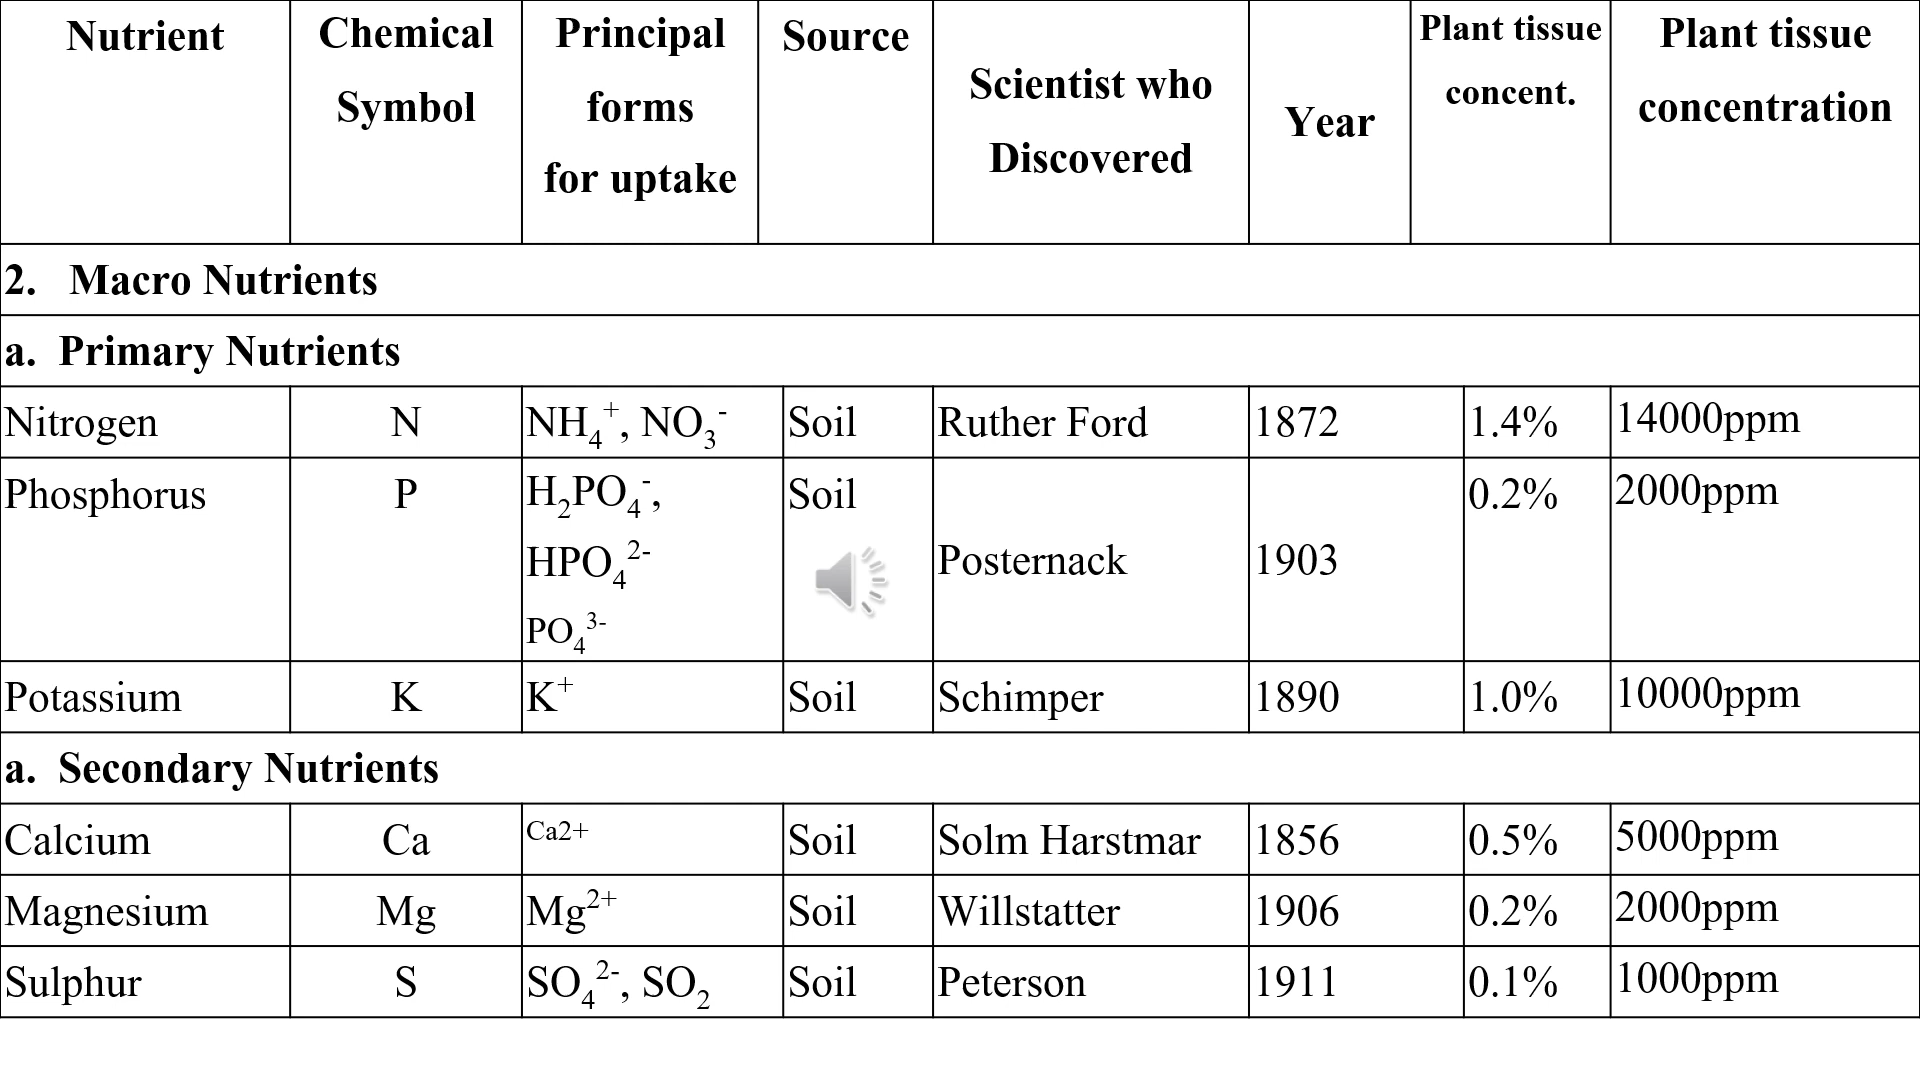 Nutrient Chemical Symbol Principal forms for uptake Source Scientist who Discovered Year Plant tissue concent. Plant tissue concentration
2. Macro Nutrients
a. Primary Nutrients
Nitrogen N NH₄⁺, NO₃⁻ Soil Ruther Ford 1872 1.4% 14000ppm
Phosphorus P H₂PO₄⁻, HPO₄²⁻ PO₄³⁻ Soil Posternack 1903 0.2% 2000ppm
Potassium K K⁺ Soil Schimper 1890 1.0% 10000ppm
a. Secondary Nutrients
Calcium Ca Ca2+ Soil Solm Harstmar 1856 0.5% 5000ppm
Magnesium Mg Mg²⁺ Soil Willstatter 1906 0.2% 2000ppm
Sulphur S SO₄²⁻, SO₂ Soil Peterson 1911 0.1% 1000ppm